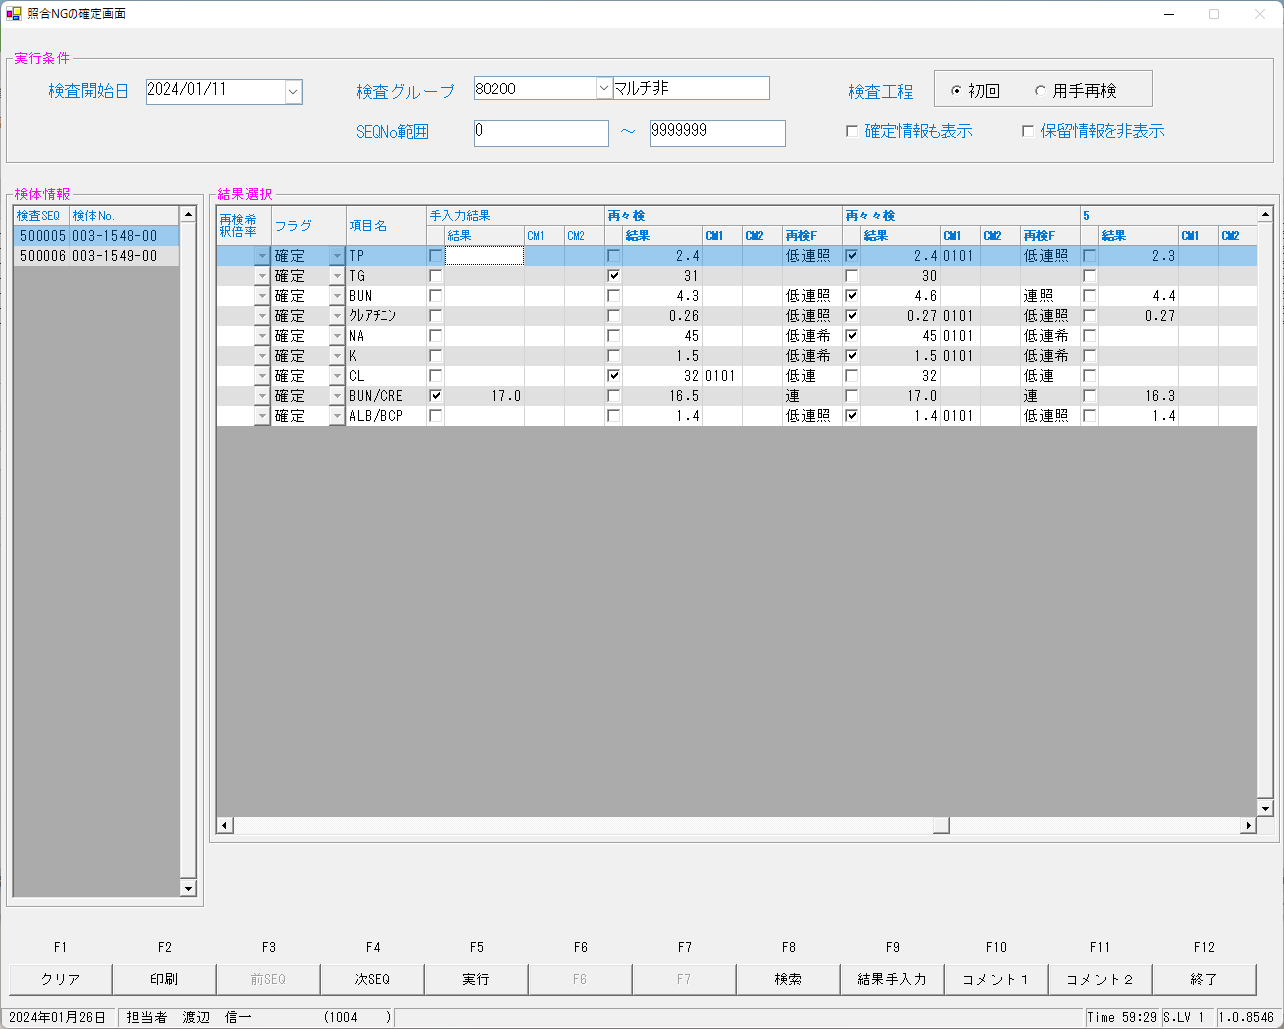 照合NGの確定画面
実行条件
検査開始日 2024/01/11 検査グループ 80200 マルチ非 検査工程 初回 用手再検
SEQNo範囲 0 ～ 9999999 確定情報も表示 保留情報を非表示
検体情報 結果選択
検査SEQ 検体No.
500005 003-1548-00
500006 003-1549-00
再検希釈倍率 フラグ 項目名 手入力結果 再々検 再々々検 5
結果 CM1 CM2 結果 CM1 CM2 再検F 結果 CM1 CM2 再検F 結果 CM1 CM2
確定 TP 2.4 低連照 2.4 0101 低連照 2.3
確定 TG 31 30
確定 BUN 4.3 低連照 4.6 連照 4.4
確定 ｸﾚｱﾁﾆﾝ 0.26 低連照 0.27 0101 低連照 0.27
確定 NA 45 低連希 45 0101 低連希
確定 K 1.5 低連希 1.5 0101 低連希
確定 CL 32 0101 低連 32 低連
確定 BUN/CRE 17.0 16.5 連 17.0 連 16.3
確定 ALB/BCP 1.4 低連照 1.4 0101 低連照 1.4
F1 F2 F3 F4 F5 F6 F7 F8 F9 F10 F11 F12
クリア 印刷 前SEQ 次SEQ 実行 F6 F7 検索 結果手入力 コメント１ コメント２ 終了
2024年01月26日 担当者 渡辺 信一 (1004 ) Time 59:29 S.LV 1 1.0.8546